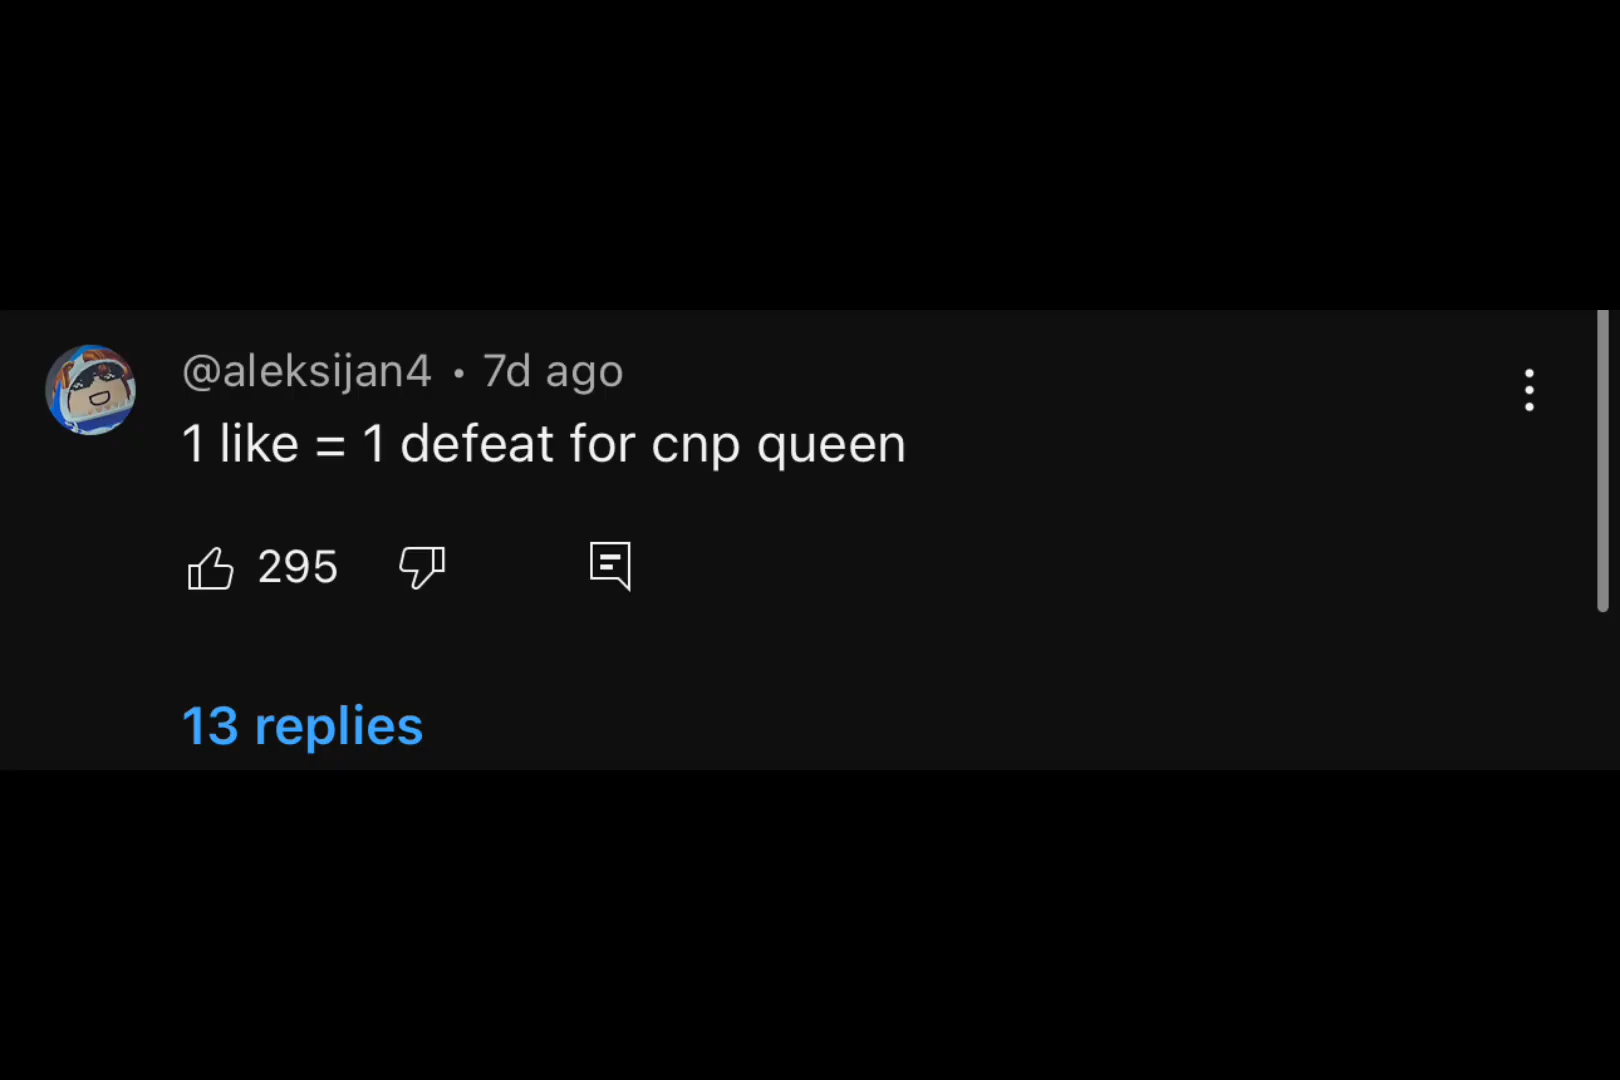 @aleksijan4 • 7d ago
1 like = 1 defeat for cnp queen
295
13 replies